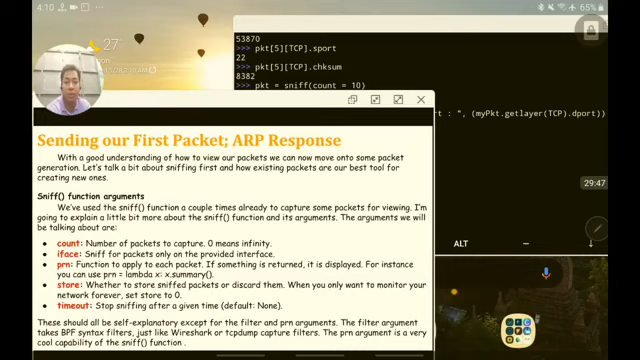 4:10
65%
27°
53870
>>> pkt[5][TCP].sport
22
>>> pkt[5][TCP].chksum
8382
>>> pkt = sniff(count = 10)
port : ", (myPkt.getlayer(TCP).dport))
29:47
ALT
Sending our First Packet; ARP Response
With a good understanding of how to view our packets we can now move onto some packet
generation. Let's talk a bit about sniffing first and how existing packets are our best tool for
creating new ones.
Sniff() function arguments
We've used the sniff() function a couple times already to capture some packets for viewing. I'm
going to explain a little bit more about the sniff() function and its arguments. The arguments we will
be talking about are:
• count: Number of packets to capture. 0 means infinity.
• iface: Sniff for packets only on the provided interface.
• prn: Function to apply to each packet. If something is returned, it is displayed. For instance
you can use prn = lambda x: x.summary().
• store: Whether to store sniffed packets or discard them. When you only want to monitor your
network forever, set store to 0.
• timeout: Stop sniffing after a given time (default: None).
These should all be self-explanatory except for the filter and prn arguments. The filter argument
takes BPF syntax filters, just like Wireshark or tcpdump capture filters. The prn argument is a very
cool capability of the sniff() function .